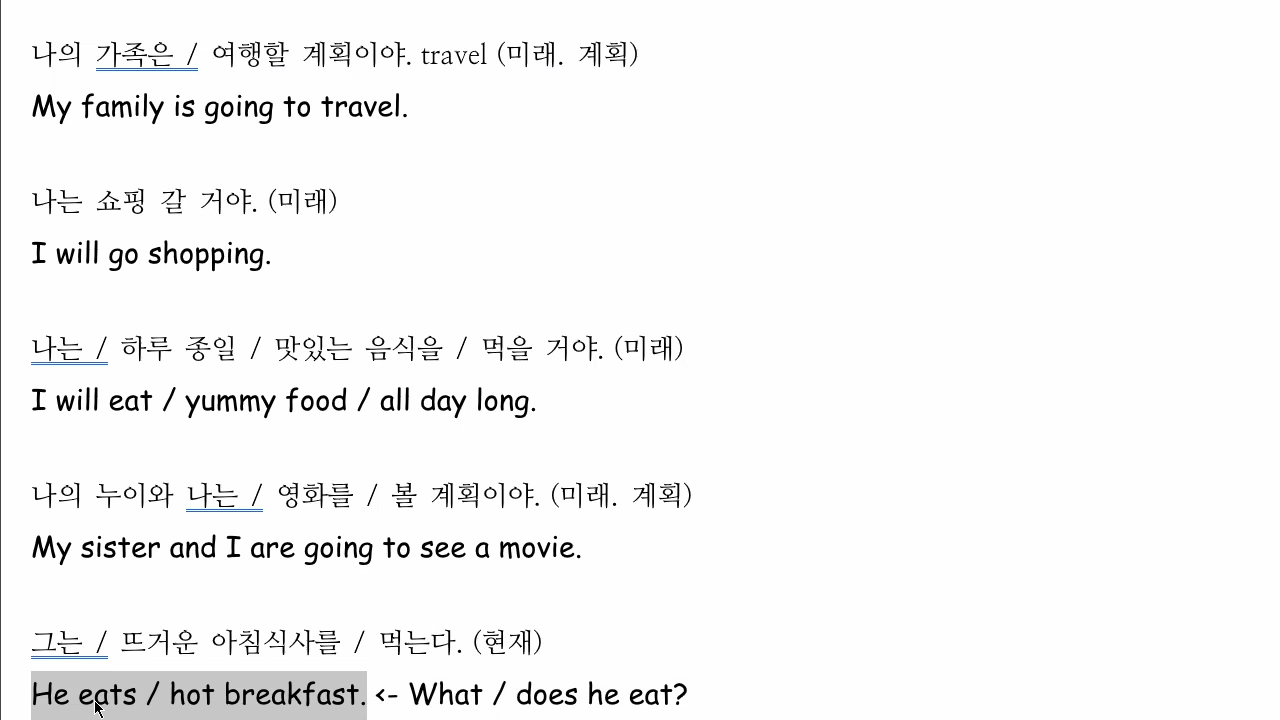 나의 가족은 / 여행할 계획이야. travel (미래. 계획)
My family is going to travel.
나는 쇼핑 갈 거야. (미래)
I will go shopping.
나는 / 하루 종일 / 맛있는 음식을 / 먹을 거야. (미래)
I will eat / yummy food / all day long.
나의 누이와 나는 / 영화를 / 볼 계획이야. (미래. 계획)
My sister and I are going to see a movie.
그는 / 뜨거운 아침식사를 / 먹는다. (현재)
He eats / hot breakfast. <- What / does he eat?